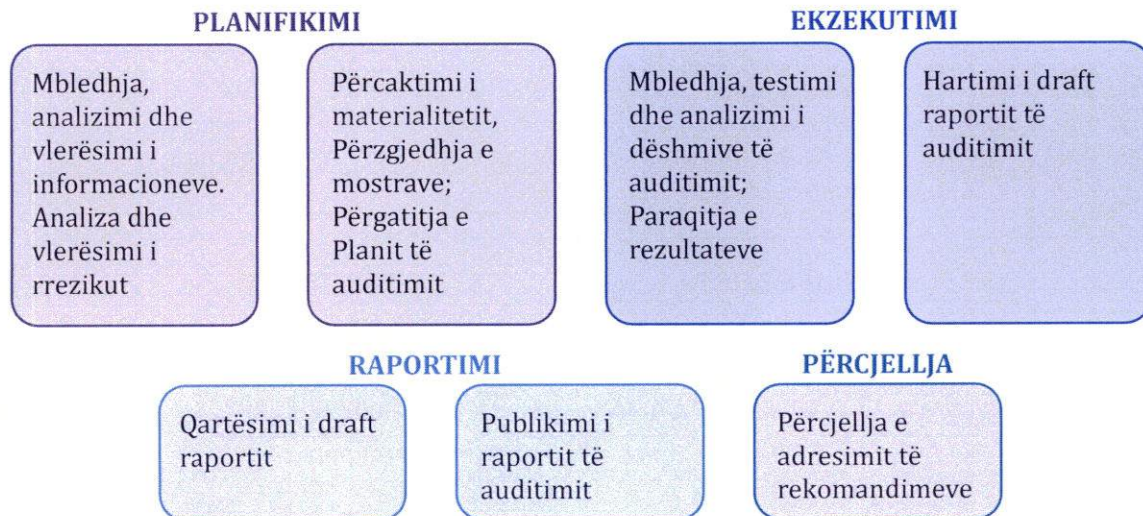 PLANIFIKIMI
Mbledhja,
analizimi dhe
vlerësimi i
informacioneve.
Analiza dhe
vlerësimi i
rrezikut
Përcaktimi i
materialitetit,
Përzgjedhja e
mostrave;
Përgatitja e
Planit të
auditimit
EKZEKUTIMI
Mbledhja, testimi
dhe analizimi i
dëshmive të
auditimit;
Paraqitja e
rezultateve
Hartimi i draft
raportit të
auditimit
RAPORTIMI
Qartësimi i draft
raportit
Publikimi i
raportit të
auditimit
PËRCJELLJA
Përcjellja e
adresimit të
rekomandimeve